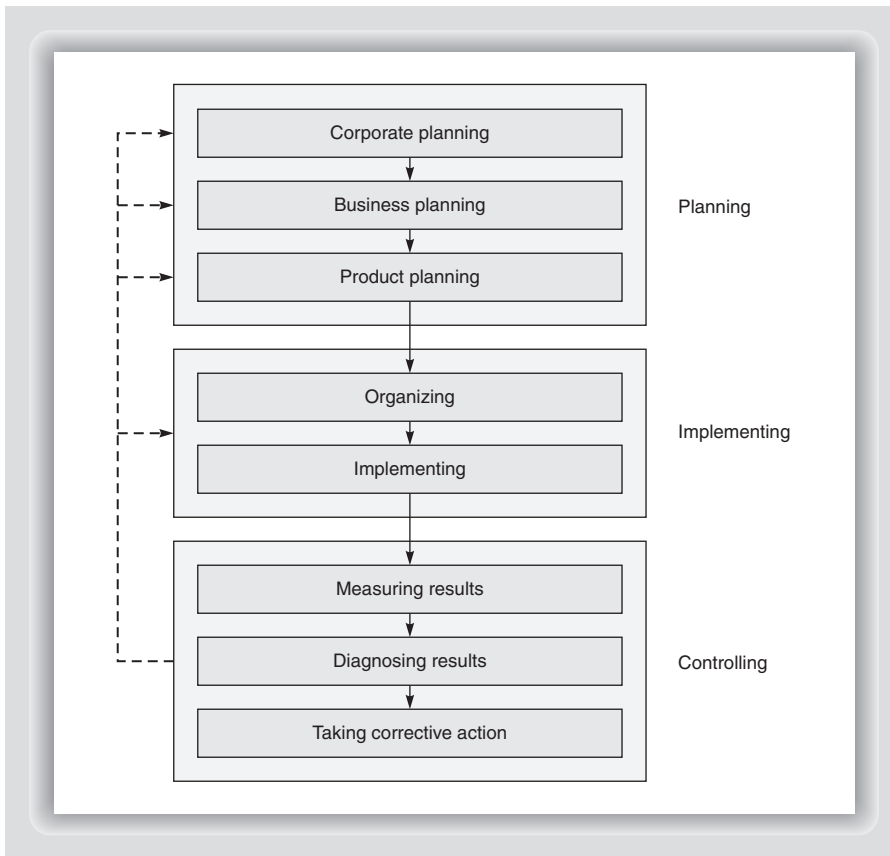 Corporate planning
Business planning
Planning
Product planning
Organizing
Implementing
Implementing
Measuring results
Diagnosing results
Controlling
Taking corrective action